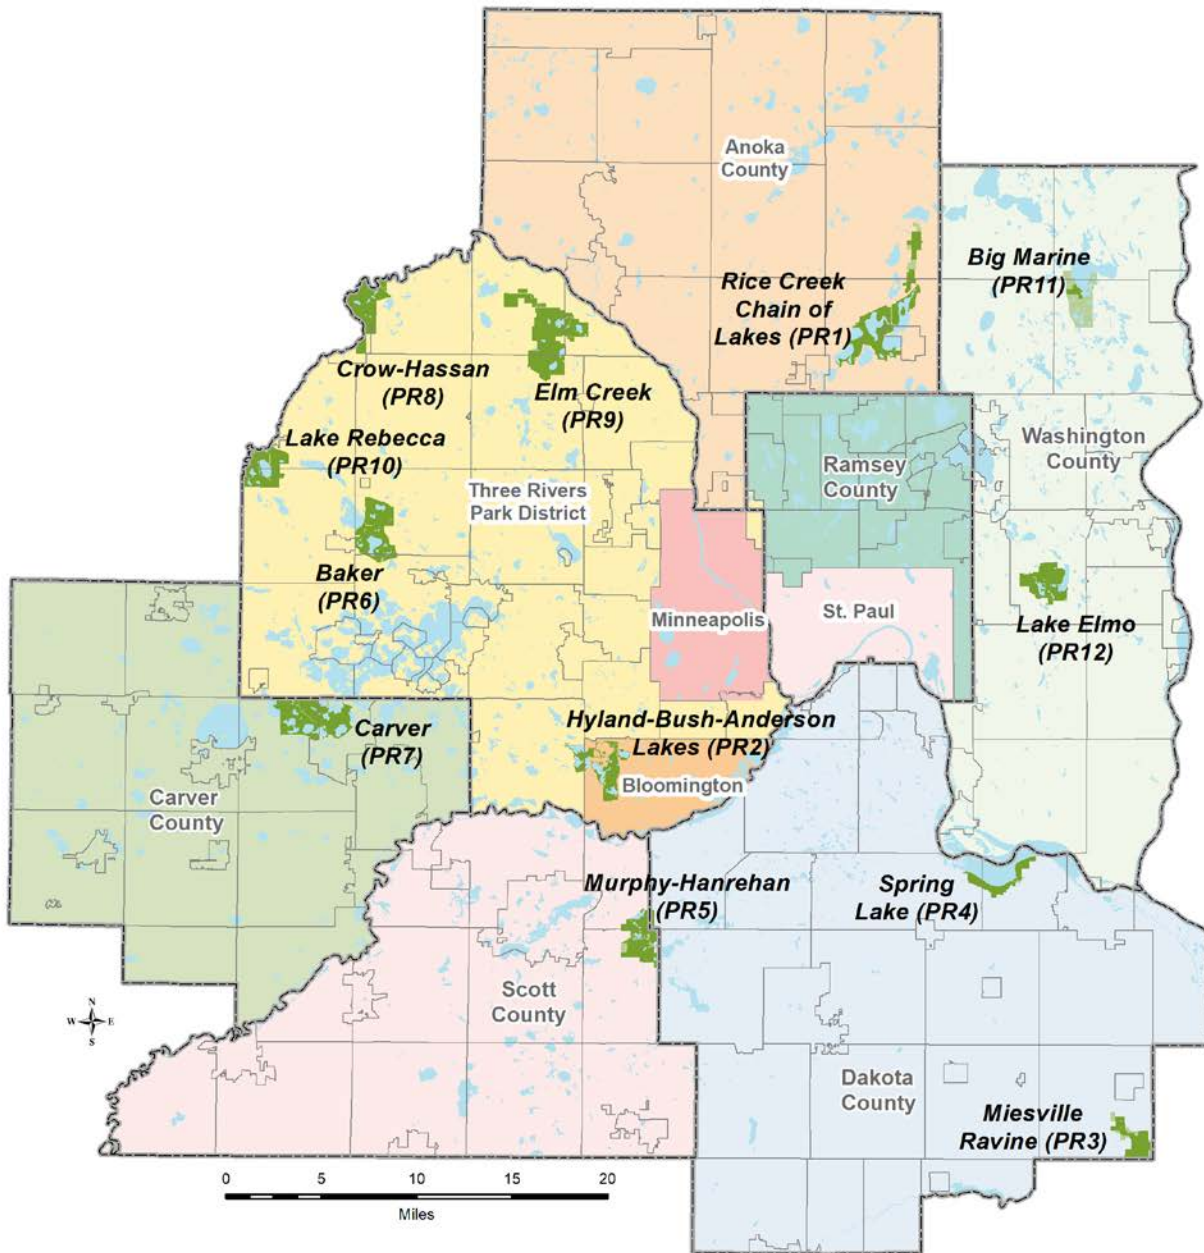 Anoka
County
Big Marine
(PR11)
Rice Creek
Chain of
Lakes (PR1)
Crow-Hassan
(PR8)
Elm Creek
(PR9)
Lake Rebecca
(PR10)
Washington
County
Ramsey
County
Three Rivers
Park District
Baker
(PR6)
Minneapolis
St. Paul
Lake Elmo
(PR12)
Carver
(PR7)
Hyland-Bush-Anderson
Lakes (PR2)
Bloomington
Carver
County
Murphy-Hanrehan
(PR5)
Spring
Lake (PR4)
Scott
County
N
W E
S
Dakota
County
Miesville
Ravine (PR3)
0 5 10 15 20
Miles